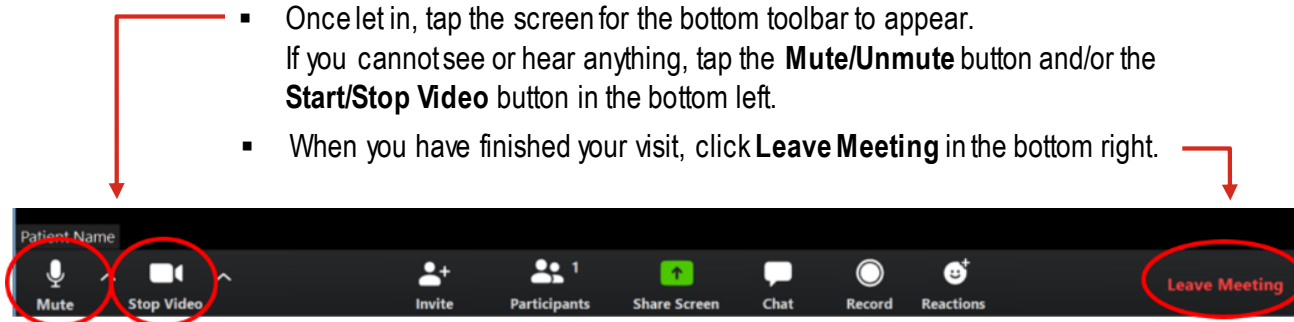 ▪ Once let in, tap the screen for the bottom toolbar to appear.
If you cannot see or hear anything, tap the Mute/Unmute button and/or the
Start/Stop Video button in the bottom left.
▪ When you have finished your visit, click Leave Meeting in the bottom right.
Patient Name
1
Mute Stop Video Invite Participants Share Screen Chat Record Reactions Leave Meeting